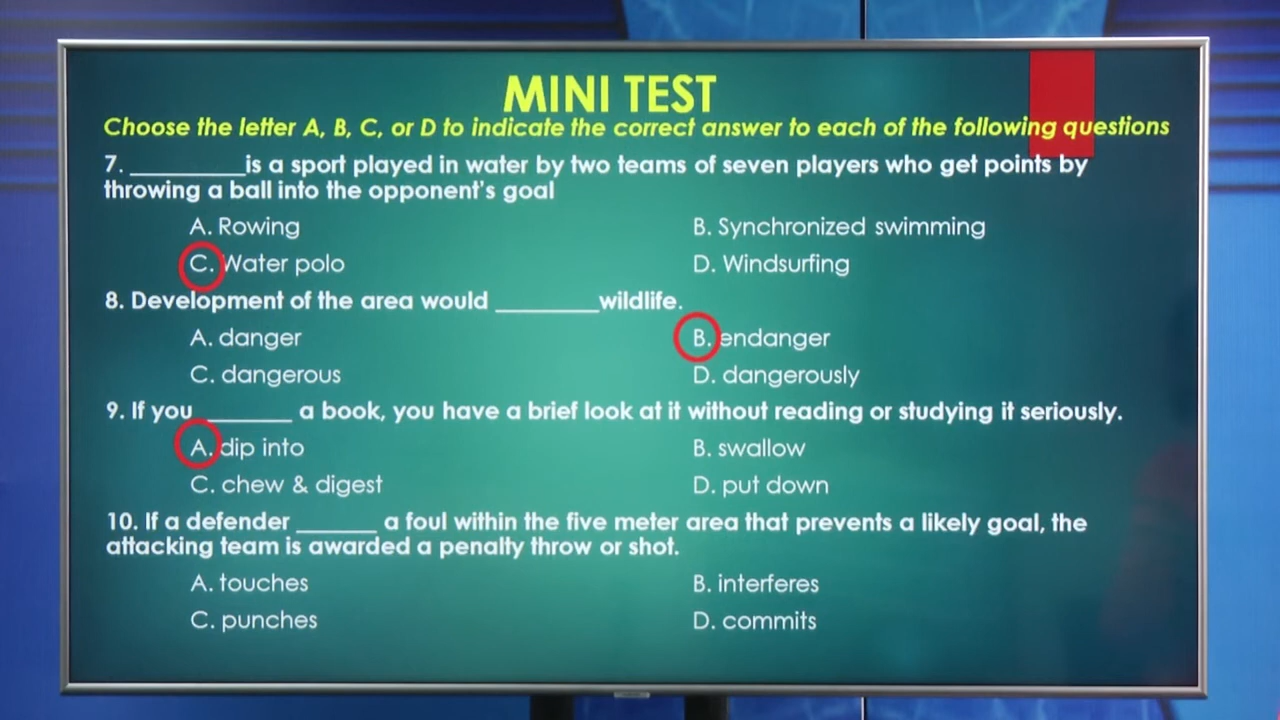 MINI TEST
Choose the letter A, B, C, or D to indicate the correct answer to each of the following questions
7. _________is a sport played in water by two teams of seven players who get points by
throwing a ball into the opponent's goal
A. Rowing
B. Synchronized swimming
C. Water polo
D. Windsurfing
8. Development of the area would ________wildlife.
A. danger
B. endanger
C. dangerous
D. dangerously
9. If you _______ a book, you have a brief look at it without reading or studying it seriously.
A. dip into
B. swallow
C. chew & digest
D. put down
10. If a defender ______ a foul within the five meter area that prevents a likely goal, the
attacking team is awarded a penalty throw or shot.
A. touches
B. interferes
C. punches
D. commits